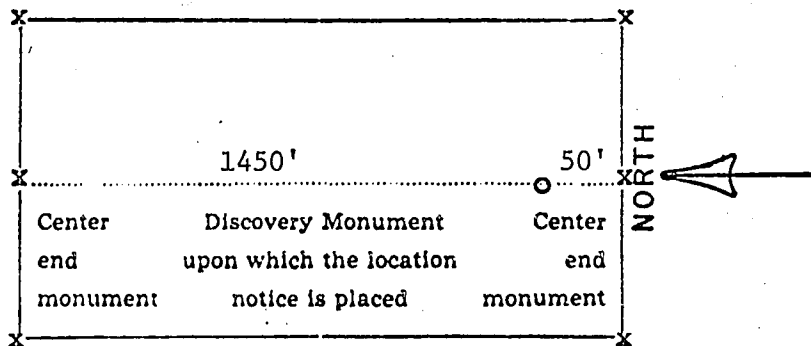 1450' 50'
NORTH
Center Discovery Monument Center
end upon which the location end
monument notice is placed monument